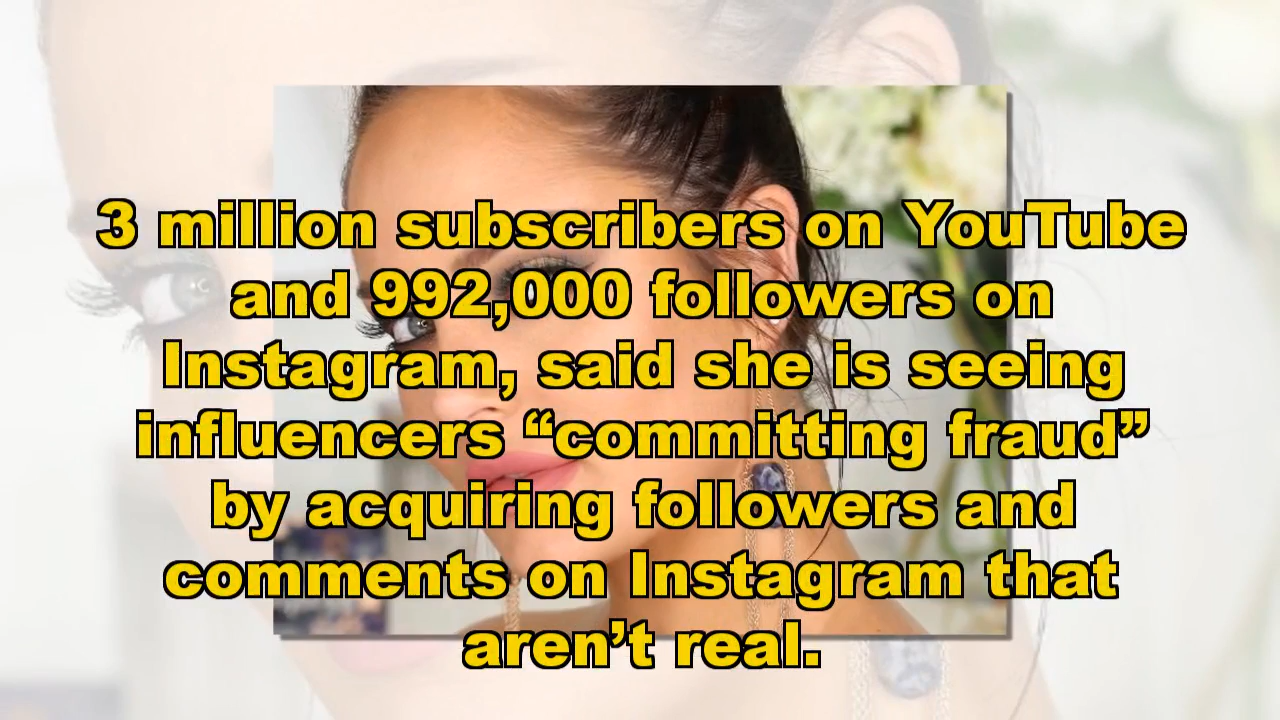 3 million subscribers on YouTube
and 992,000 followers on
Instagram, said she is seeing
influencers “committing fraud”
by acquiring followers and
comments on Instagram that
aren’t real.